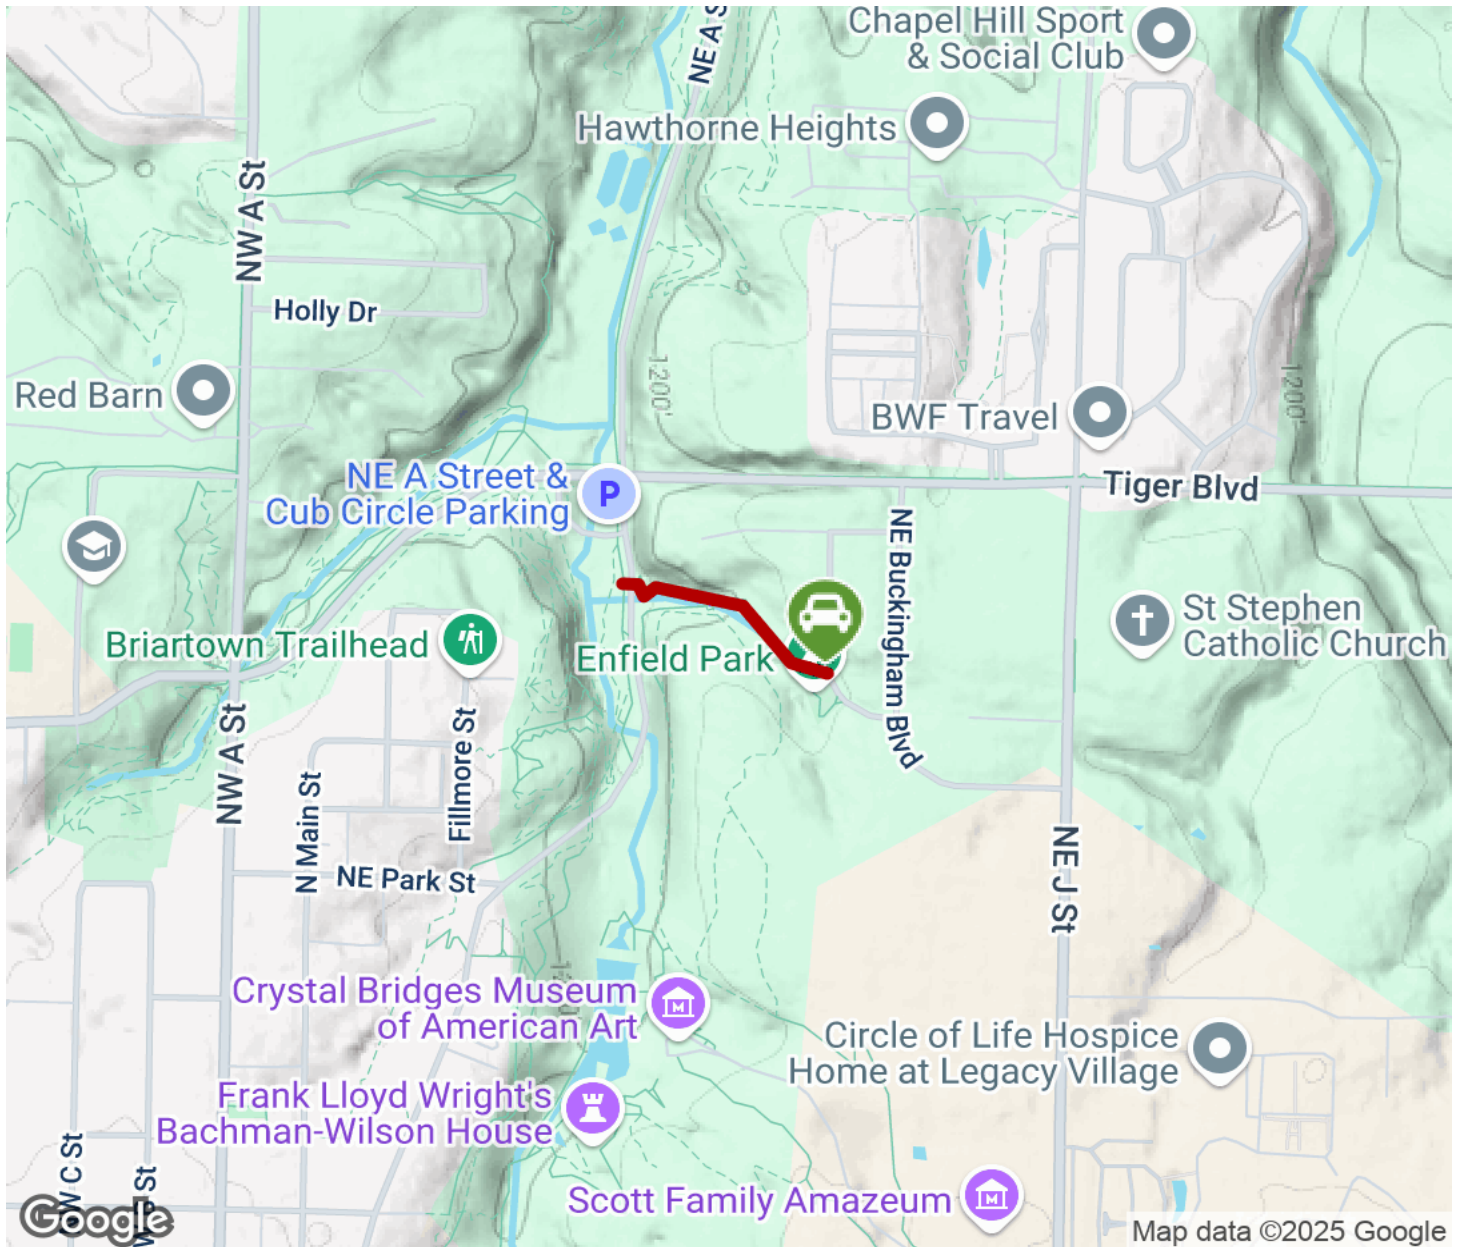 Chapel Hill Sport
& Social Club
NE A S
Hawthorne Heights
NW A St
Holly Dr
1200'
1200'
Red Barn
BWF Travel
NE A Street &
Cub Circle Parking
P
Tiger Blvd
NE Buckingham Blvd
St Stephen
Catholic Church
Briartown Trailhead
Enfield Park
NW A St
Fillmore St
N Main St
NE Park St
NE J St
Crystal Bridges Museum
of American Art
M
Circle of Life Hospice
Home at Legacy Village
Frank Lloyd Wright's
Bachman-Wilson House
W C St
St
Scott Family Amazeum
M
Google
Map data ©2025 Google